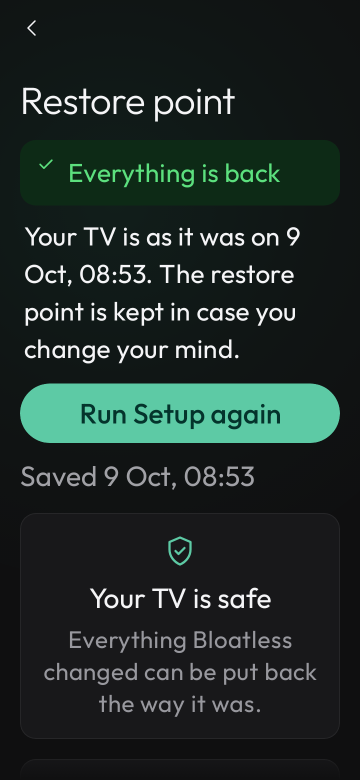 Restore point
Everything is back
Your TV is as it was on 9
Oct, 08:53. The restore
point is kept in case you
change your mind.
Run Setup again
Saved 9 Oct, 08:53
Your TV is safe
Everything Bloatless
changed can be put back
the way it was.